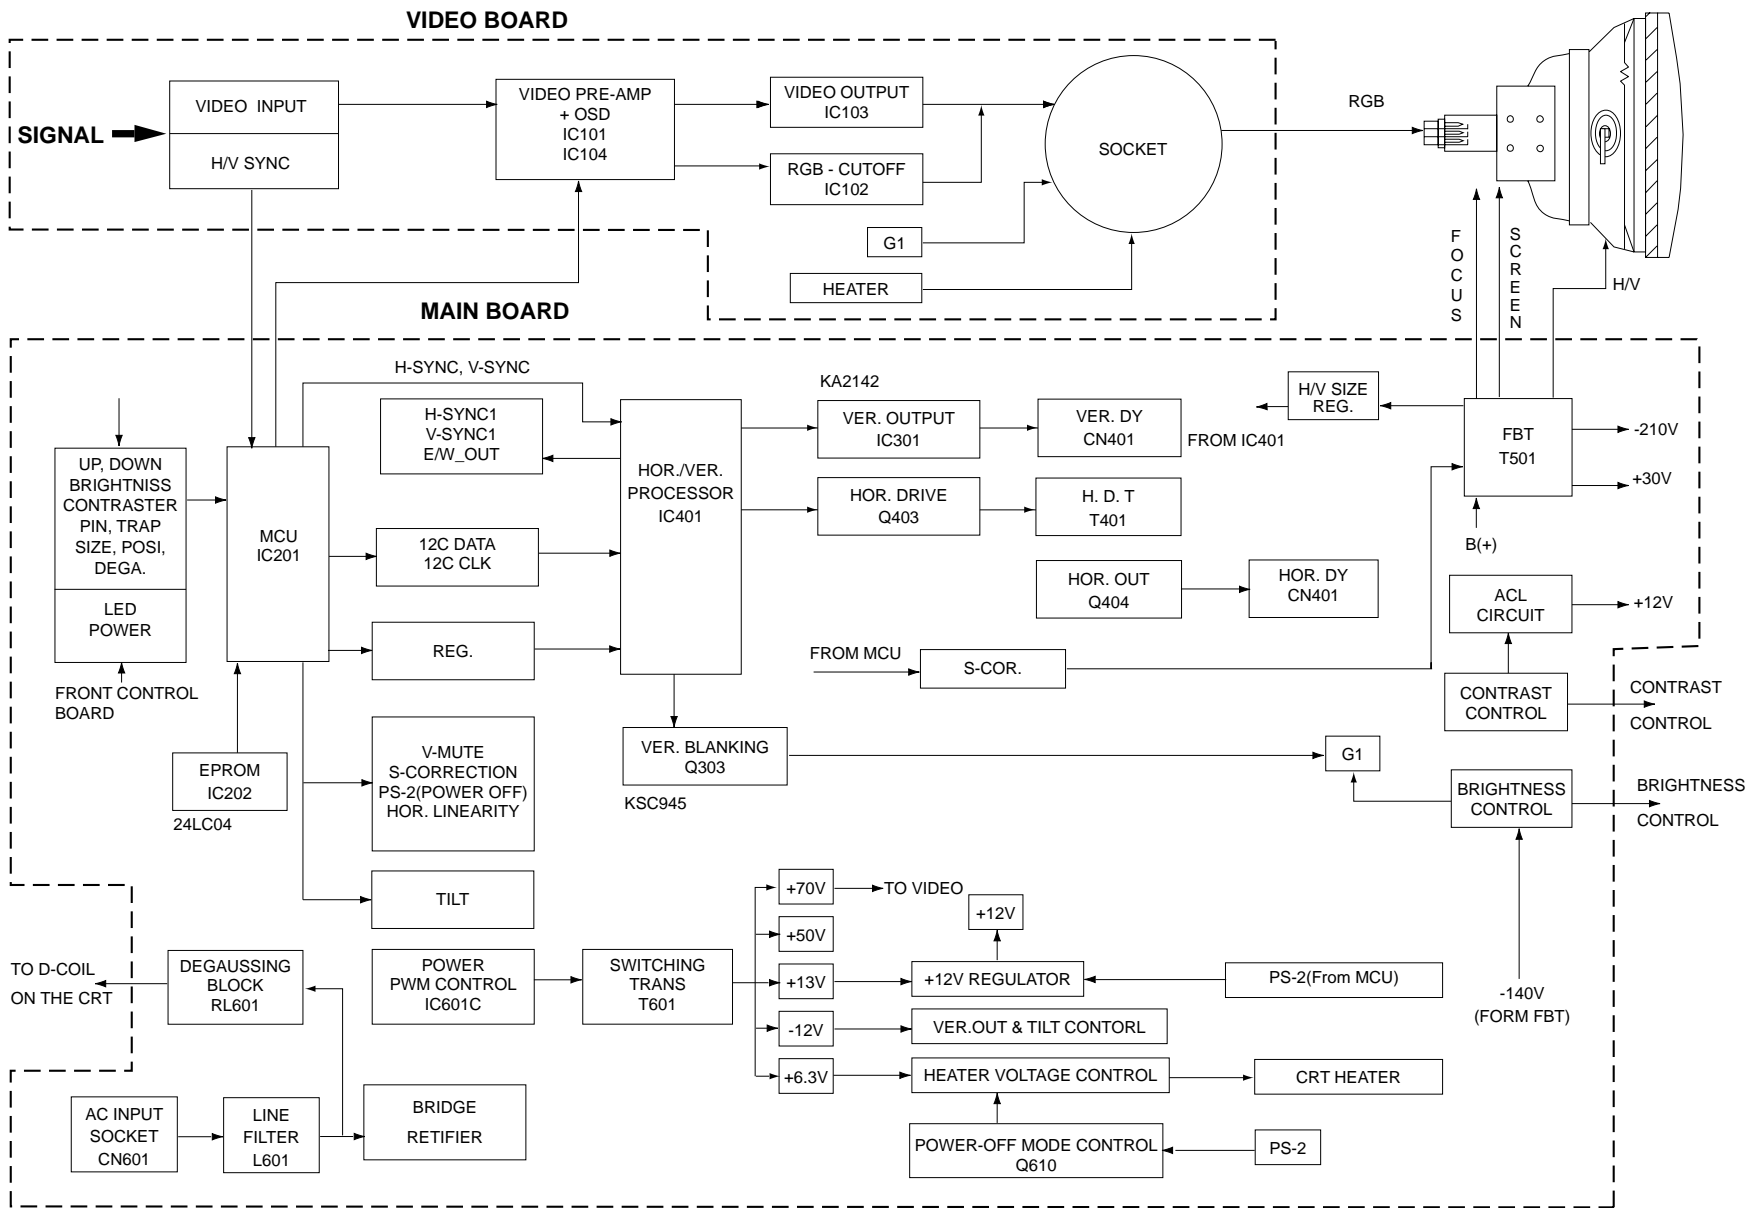 VIDEO BOARD
SIGNAL
VIDEO INPUT
H/V SYNC
VIDEO PRE-AMP
+ OSD
IC101
IC104
VIDEO OUTPUT
IC103
RGB - CUTOFF
IC102
G1
HEATER
SOCKET
RGB
FOCUS
SCREEN
H/V
MAIN BOARD
H-SYNC, V-SYNC
UP, DOWN
BRIGHTNISS
CONTRASTER
PIN, TRAP
SIZE, POSI,
DEGA.
LED
POWER
FRONT CONTROL
BOARD
MCU
IC201
EPROM
IC202
24LC04
H-SYNC1
V-SYNC1
E/W_OUT
12C DATA
12C CLK
REG.
V-MUTE
S-CORRECTION
PS-2(POWER OFF)
HOR. LINEARITY
TILT
HOR./VER.
PROCESSOR
IC401
VER. BLANKING
Q303
KSC945
KA2142
VER. OUTPUT
IC301
VER. DY
CN401
HOR. DRIVE
Q403
H. D. T
T401
HOR. OUT
Q404
HOR. DY
CN401
FROM MCU
S-COR.
H/V SIZE
REG.
FROM IC401
FBT
T501
-210V
+30V
B(+)
ACL
CIRCUIT
+12V
CONTRAST
CONTROL
CONTRAST
CONTROL
G1
BRIGHTNESS
CONTROL
BRIGHTNESS
CONTROL
-140V
(FORM FBT)
TO D-COIL
ON THE CRT
DEGAUSSING
BLOCK
RL601
POWER
PWM CONTROL
IC601C
SWITCHING
TRANS
T601
+70V
TO VIDEO
+50V
+12V
+13V
+12V REGULATOR
PS-2(From MCU)
-12V
VER.OUT & TILT CONTORL
+6.3V
HEATER VOLTAGE CONTROL
CRT HEATER
POWER-OFF MODE CONTROL
Q610
PS-2
AC INPUT
SOCKET
CN601
LINE
FILTER
L601
BRIDGE
RETIFIER